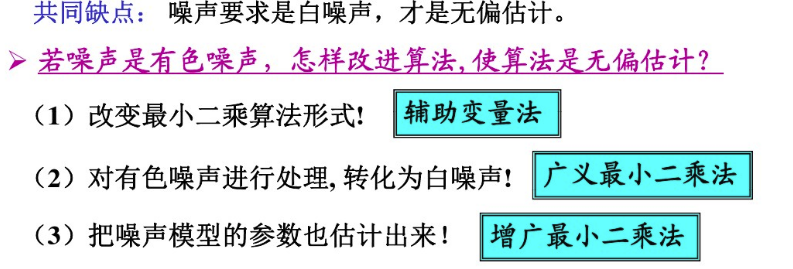 共同缺点： 噪声要求是白噪声，才是无偏估计。
➢ 若噪声是有色噪声，怎样改进算法,使算法是无偏估计?
（1）改变最小二乘算法形式! 辅助变量法
（2）对有色噪声进行处理,转化为白噪声! 广义最小二乘法
（3）把噪声模型的参数也估计出来！ 增广最小二乘法